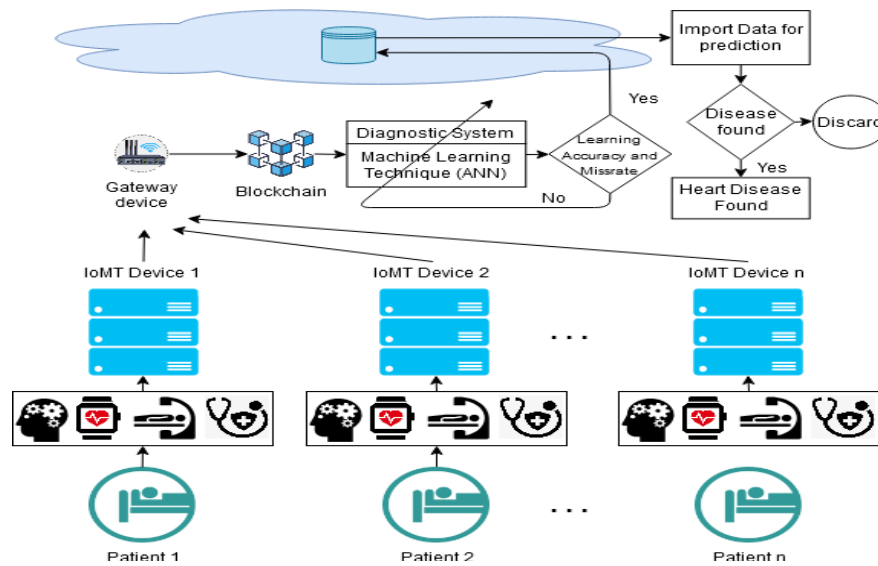 Import Data for
prediction
Yes
Disease
found
Discard
Diagnostic System
Machine Learning
Technique (ANN)
Learning
Accuracy and
Missrate
Yes
No
Heart Disease
Found
Gateway
device
Blockchain
IoMT Device 1
IoMT Device 2
IoMT Device n
. . .
Patient 1
Patient 2
. . .
Patient n